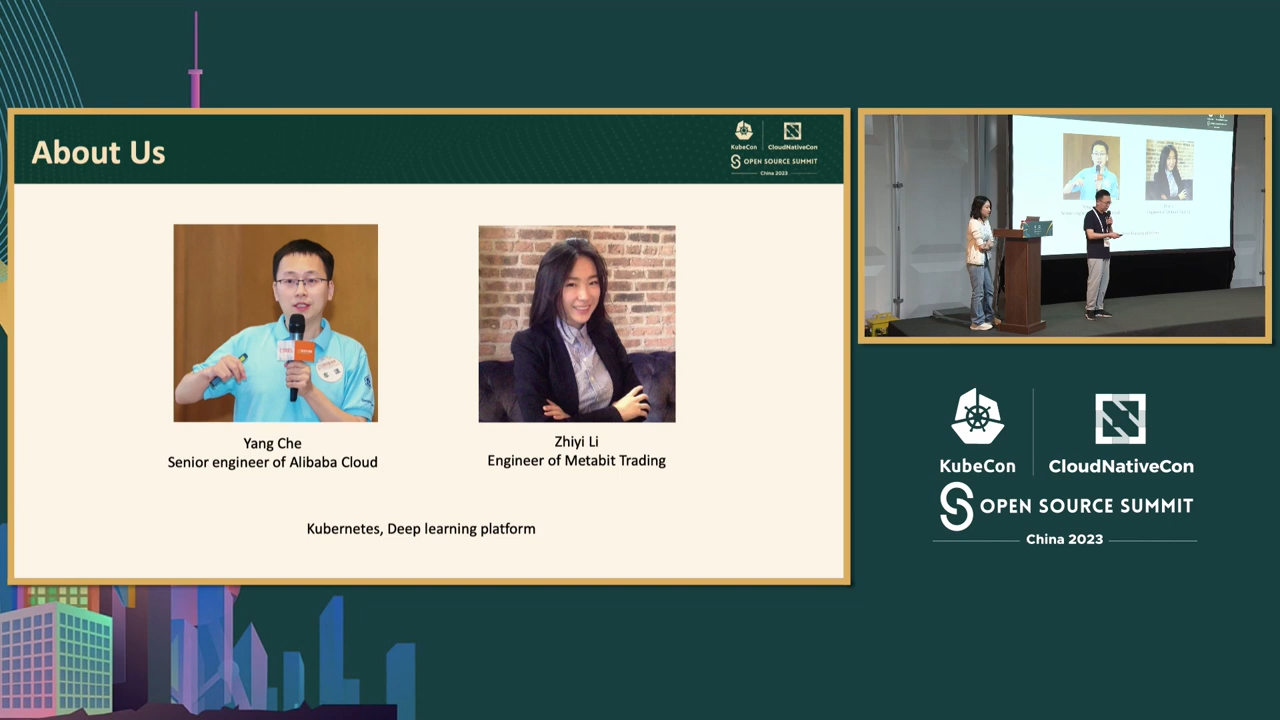 About Us
KubeCon
CloudNativeCon
OPEN SOURCE SUMMIT
China 2023
Yang Che
Senior engineer of Alibaba Cloud
Zhiyi Li
Engineer of Metabit Trading
Kubernetes, Deep learning platform
KubeCon
CloudNativeCon
OPEN SOURCE SUMMIT
China 2023